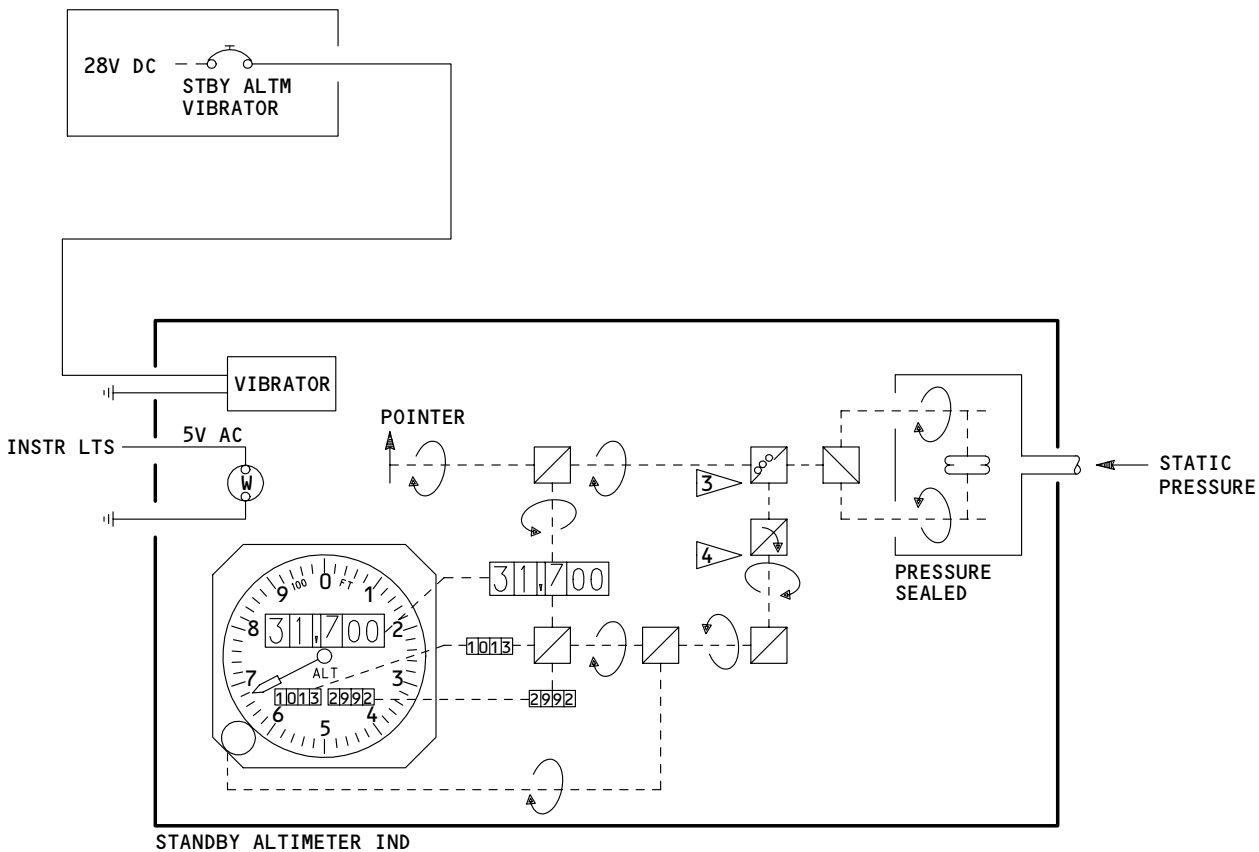 28V DC
STBY ALTM
VIBRATOR
VIBRATOR
POINTER
INSTR LTS
5V AC
W
3
STATIC
PRESSURE
4
PRESSURE
SEALED
31,700
1013
2992
0
1
2
3
4
5
6
7
8
9
100
FT
31,700
ALT
1013
2992
STANDBY ALTIMETER IND